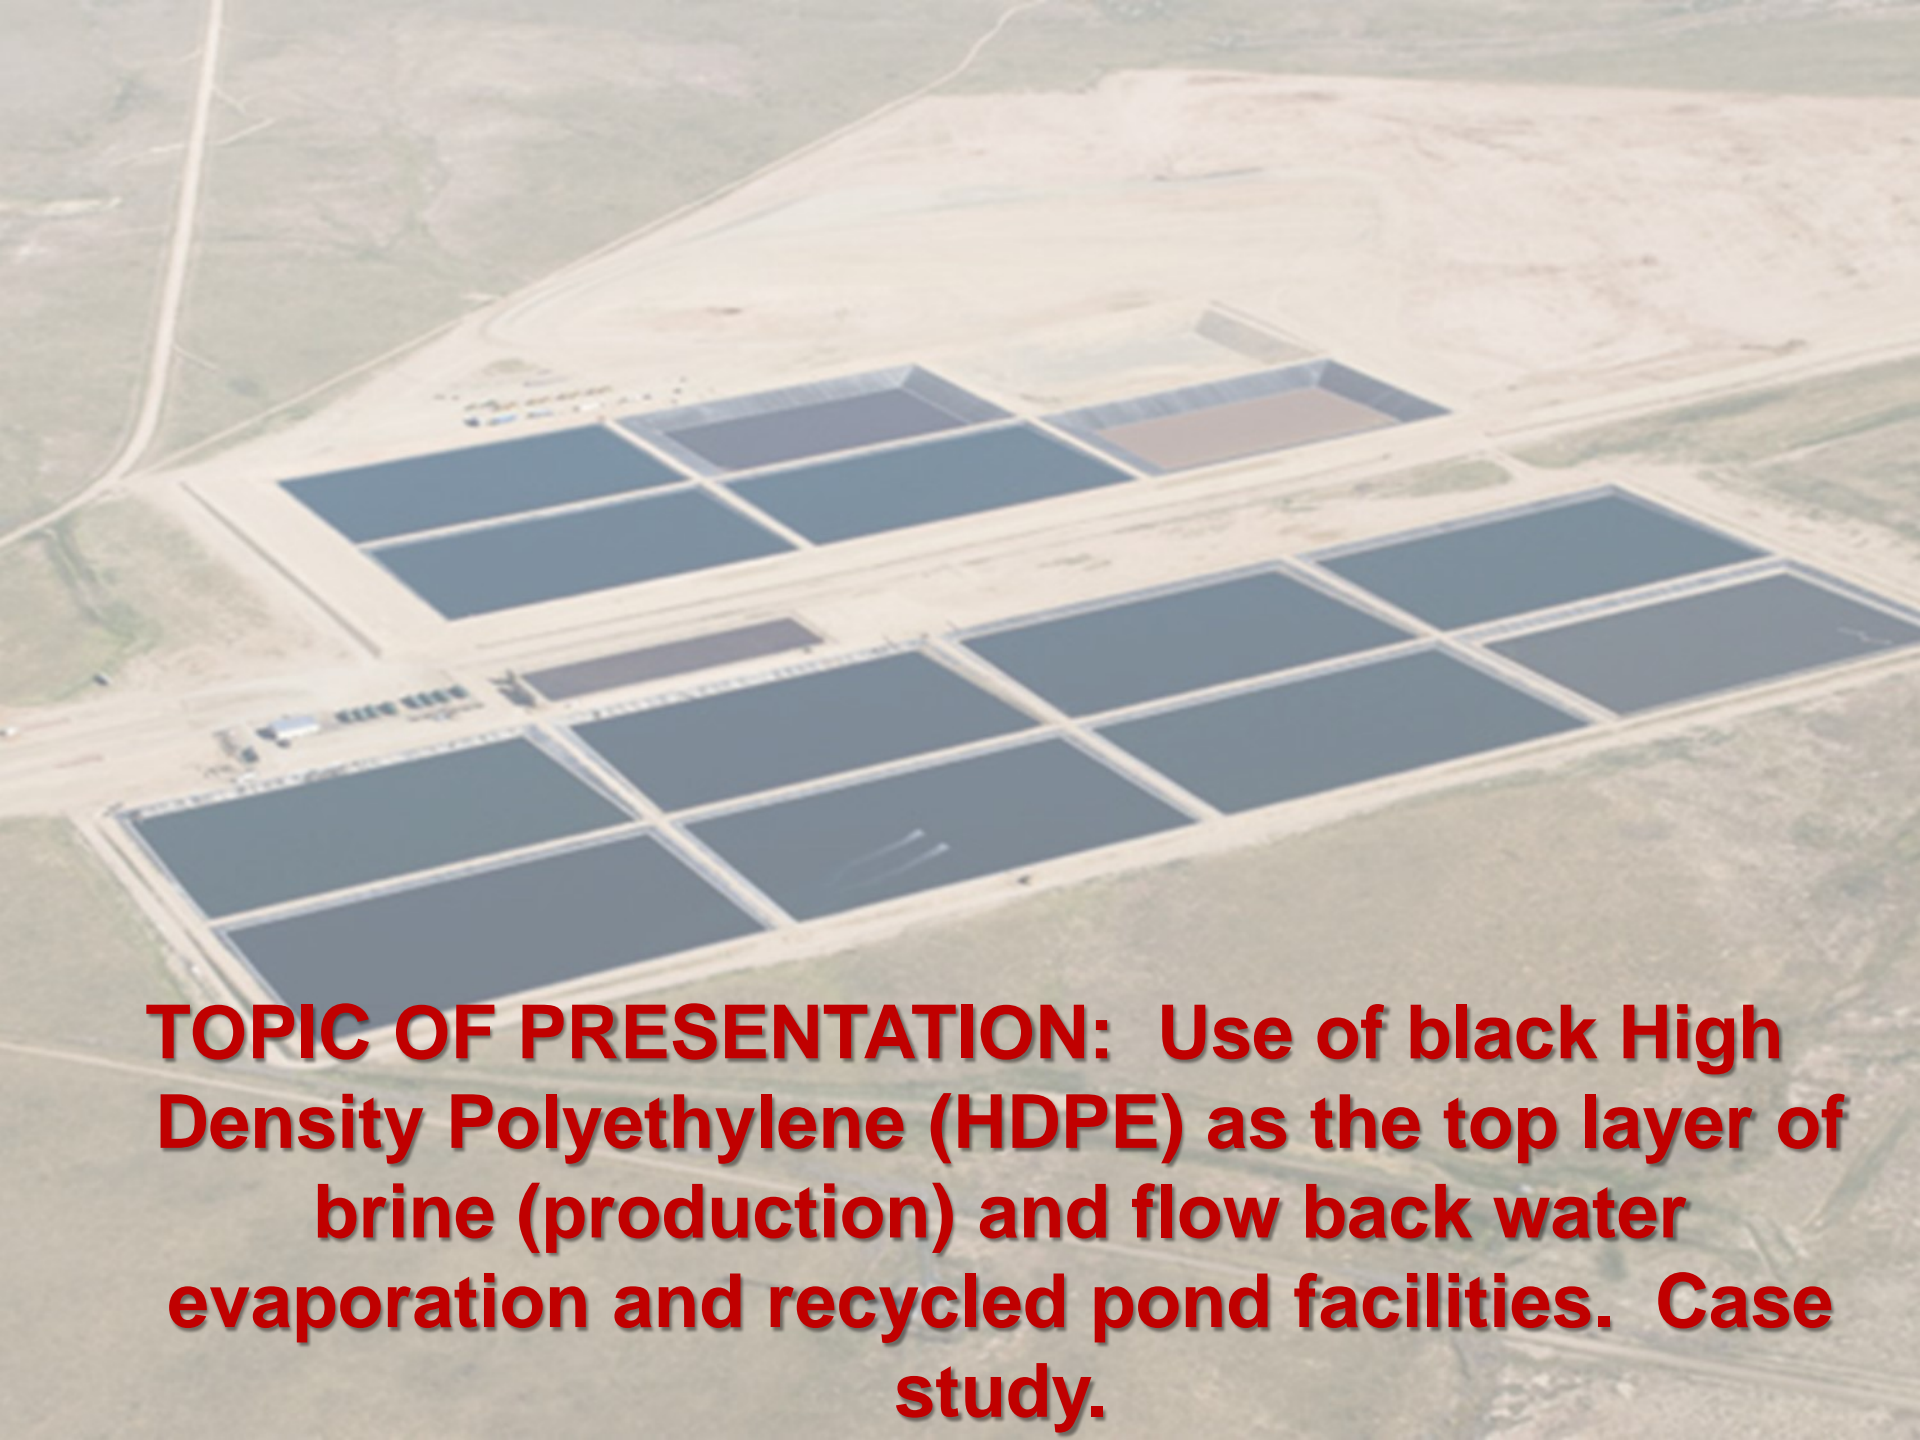 TOPIC OF PRESENTATION:  Use of black High
Density Polyethylene (HDPE) as the top layer of
brine (production) and flow back water
evaporation and recycled pond facilities.  Case
study.